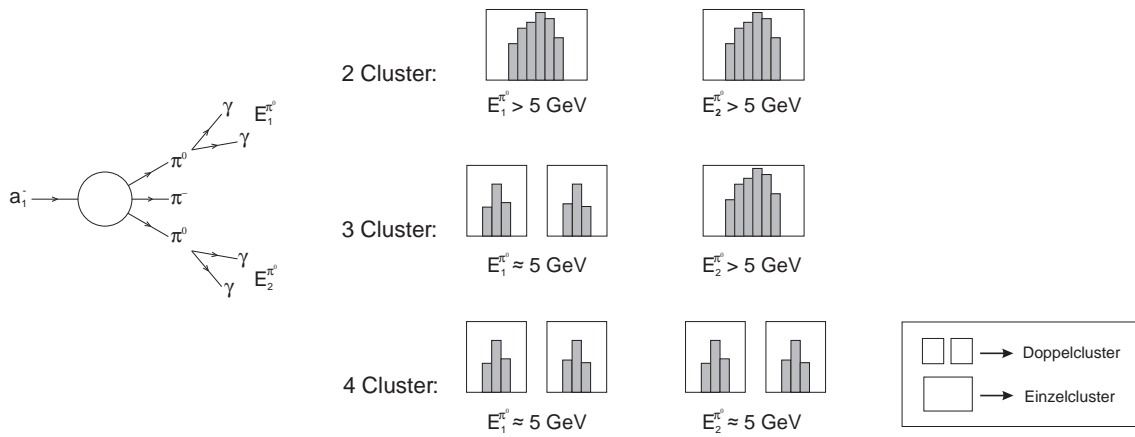 a₁⁻
π⁰
π⁻
π⁰
γ
γ
E₁^π⁰
γ
γ
E₂^π⁰
2 Cluster:
E₁^π⁰ > 5 GeV
E₂^π⁰ > 5 GeV
3 Cluster:
E₁^π⁰ ≈ 5 GeV
E₂^π⁰ > 5 GeV
4 Cluster:
E₁^π⁰ ≈ 5 GeV
E₂^π⁰ ≈ 5 GeV
Doppelcluster
Einzelcluster